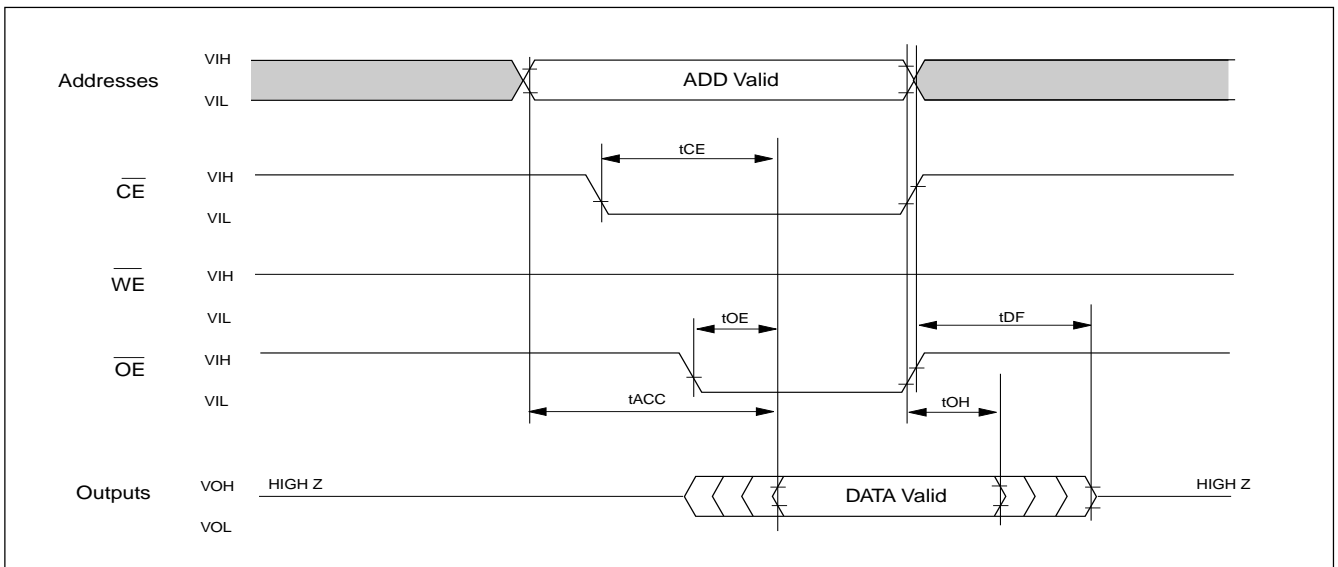 Addresses
VIH
VIL
ADD Valid
tCE
CE
VIH
VIL
WE
VIH
VIL
tOE
tDF
OE
VIH
VIL
tACC
tOH
Outputs
VOH
VOL
HIGH Z
DATA Valid
HIGH Z